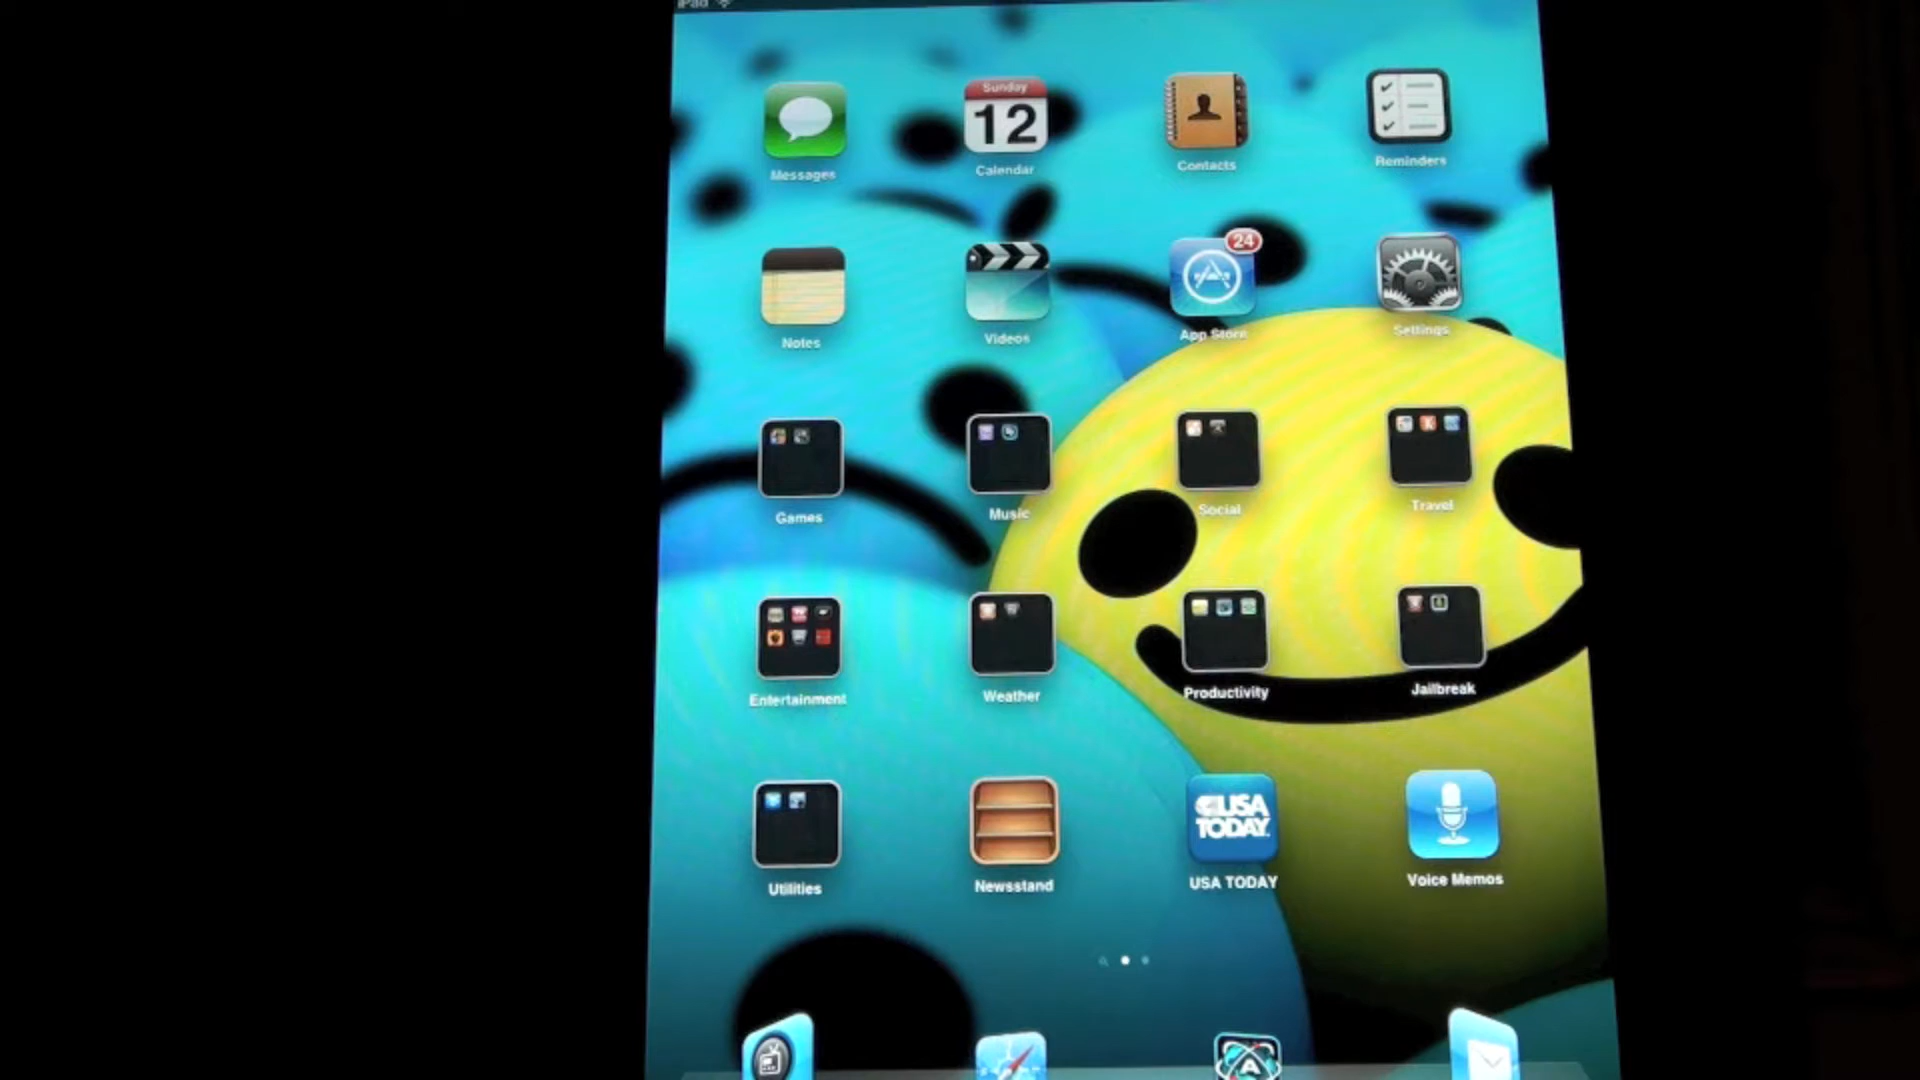 iPad
Messages
Sunday
12
Calendar
Contacts
Reminders
Notes
Videos
24
App Store
Settings
Games
Music
Social
Travel
Entertainment
Weather
Productivity
Jailbreak
Utilities
Newsstand
USA
TODAY
USA TODAY
Voice Memos
A